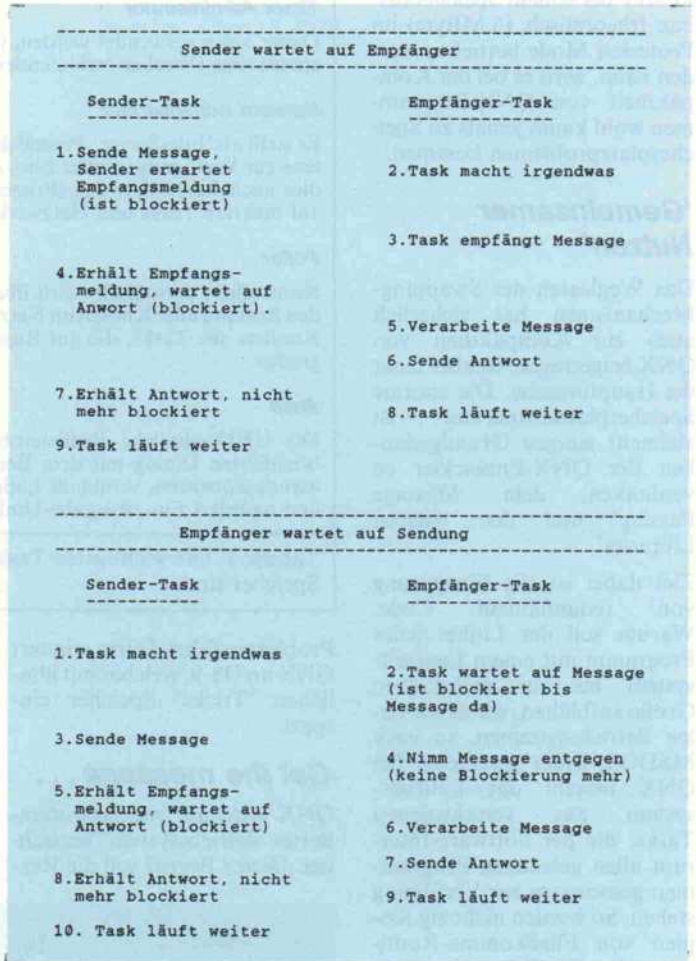 Sender wartet auf Empfänger
Sender-Task Empfänger-Task
1.Sende Message,
Sender erwartet
Empfangsmeldung
(ist blockiert)
2.Task macht irgendwas
3.Task empfängt Message
4.Erhält Empfangs-
meldung, wartet auf
Anwort (blockiert).
5.Verarbeite Message
6.Sende Antwort
7.Erhält Antwort, nicht
mehr blockiert
8.Task läuft weiter
9.Task läuft weiter
Empfänger wartet auf Sendung
Sender-Task Empfänger-Task
1.Task macht irgendwas
2.Task wartet auf Message
(ist blockiert bis
Message da)
3.Sende Message
4.Nimm Message entgegen
(keine Blockierung mehr)
5.Erhält Empfangs-
meldung, wartet auf
Antwort (blockiert)
6.Verarbeite Message
7.Sende Antwort
8.Erhält Antwort, nicht
mehr blockiert
9.Task läuft weiter
10. Task läuft weiter